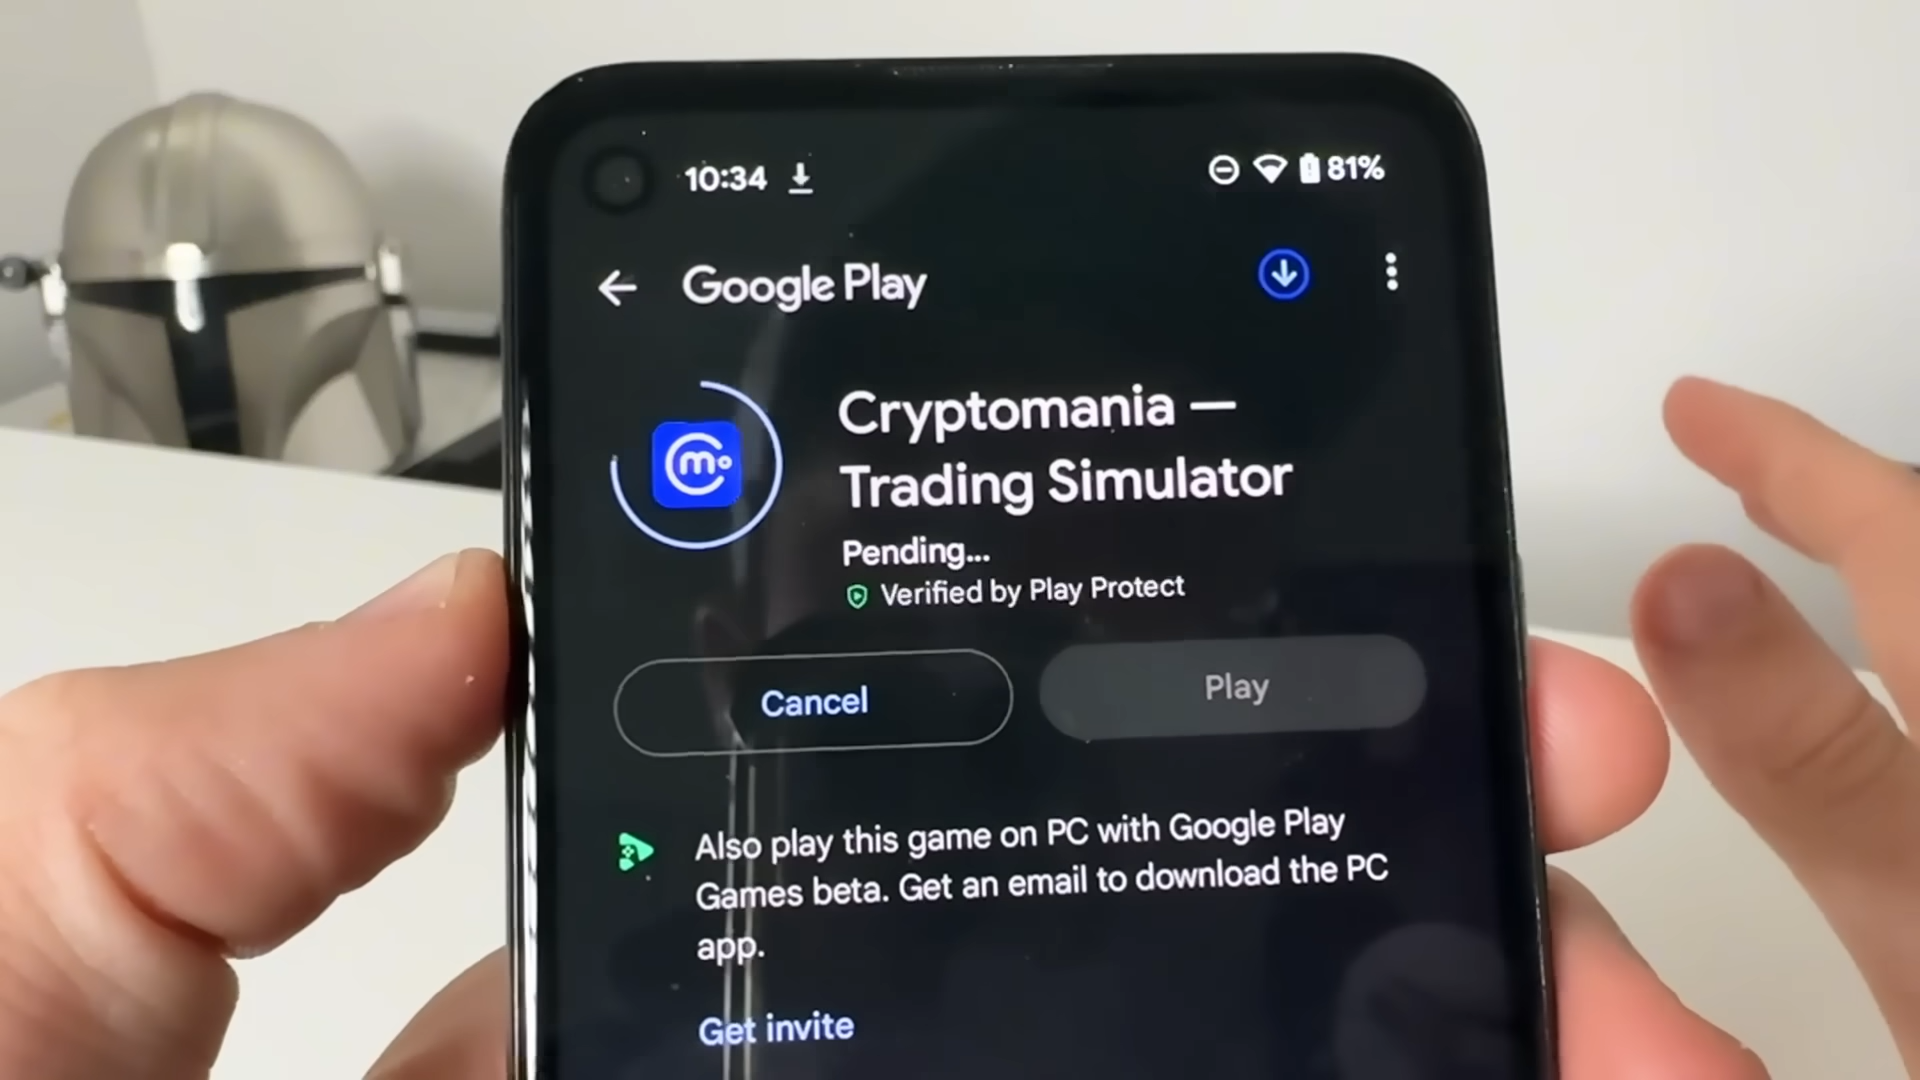 10:34
81%
Google Play
Cm
Cryptomania —
Trading Simulator
Pending...
Verified by Play Protect
Cancel
Play
Also play this game on PC with Google Play
Games beta. Get an email to download the PC
app.
Get invite